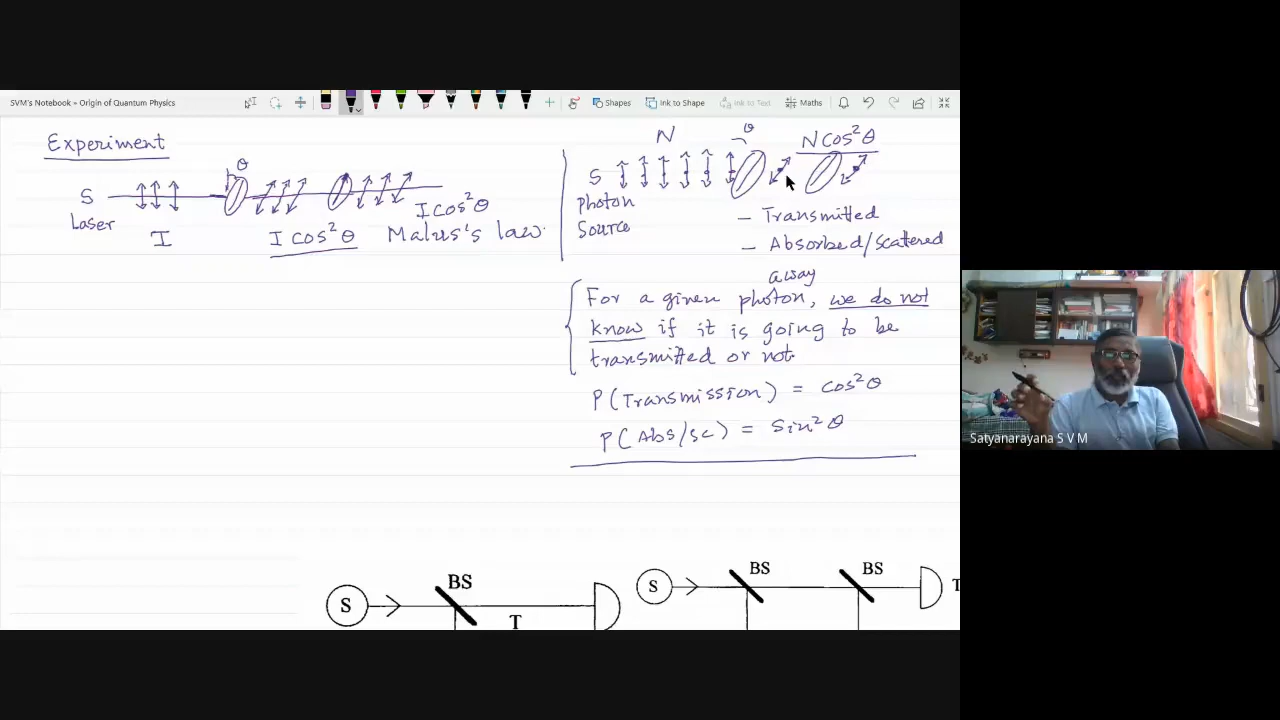 SVM's Notebook » Origin of Quantum Physics
Shapes
Ink to Shape
Ink to Text
Maths
Experiment
θ
S
Laser
I
I Cos²θ
I Cos²θ
Malus's law.
N
θ
N Cos²θ
S
photon
source
- Transmitted
- Absorbed/scattered
away
For a given photon, we do not
know if it is going to be
transmitted or not.
P(Transmission) = cos²θ
P(Abs/sc) = Sin²θ
S
BS
T
S
BS
BS
T
Satyanarayana S V M